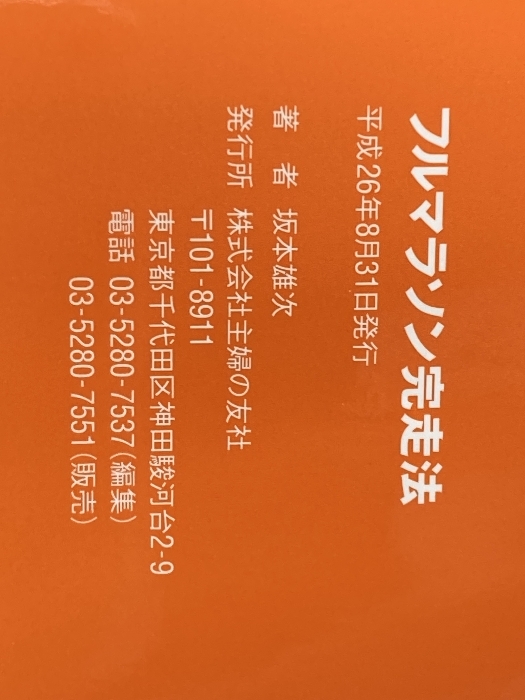 フルマラソン完走法
平成26年8月31日発行
著 者 坂本雄次
発行所 株式会社主婦の友社
〒101-8911
東京都千代田区神田駿河台2-9
電話 03-5280-7537(編集)
03-5280-7551(販売)